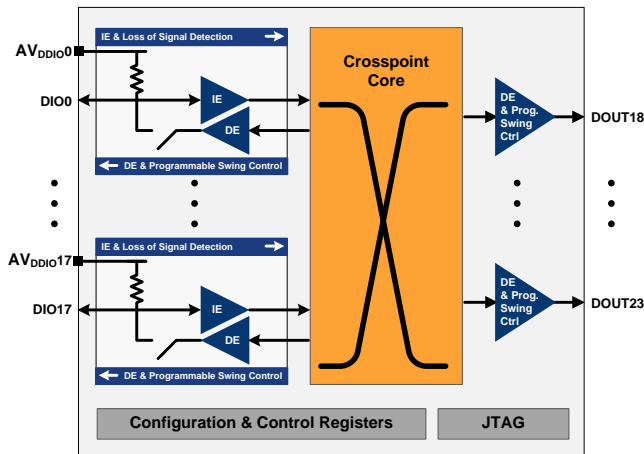 IE & Loss of Signal Detection
AVDDIO0
DIO0
IE
DE
DE & Programmable Swing Control
IE & Loss of Signal Detection
AVDDIO17
DIO17
IE
DE
DE & Programmable Swing Control
Crosspoint
Core
DE
& Prog.
Swing
Ctrl
DOUT18
DE
& Prog.
Swing
Ctrl
DOUT23
Configuration & Control Registers
JTAG